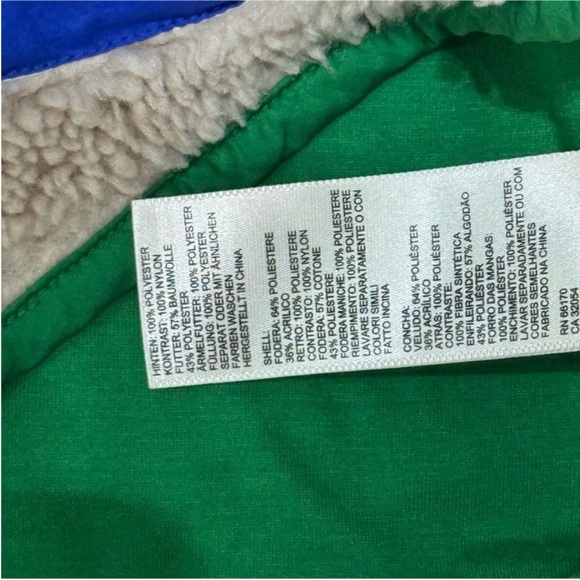 HINTEN: 100% POLYESTER
KONTRAST: 100% NYLON
FUTTER: 57% BAUMWOLLE
43% POLYESTER
ÄRMELFUTTER: 100% POLYESTER
FÜLLUNG: 100% POLYESTER
SEPARAT ODER MIT ÄHNLICHEN
FARBEN WASCHEN
HERGESTELLT IN CHINA
SHELL:
FODERA: 64% POLIESTERE
36% ACRILICO
RETRO: 100% POLIESTERE
CONTRASTO: 100% NYLON
FODERA: 57% COTONE
43% POLIESTERE
FODERA MANICHE: 100% POLIESTERE
RIEMPIMENTO: 100% POLIESTERE
LAVARE SEPARATAMENTE O CON
COLORI SIMILI
FATTO INCINA
CONCHA:
VELUDO: 64% POLIÉSTER
36% ACRÍLICO
ATRÁS: 100% POLIÉSTER
CONTRASTE:
100% FIBRA SINTÉTICA
ENFILEIRANDO: 57% ALGODÃO
43% POLIÉSTER
FORRO DAS MANGAS:
100% POLIÉSTER
ENCHIMENTO: 100% POLIÉSTER
LAVAR SEPARADAMENTE OU COM
CORES SEMELHANTES
FABRICADO NA CHINA
RN 66170
CA 32054